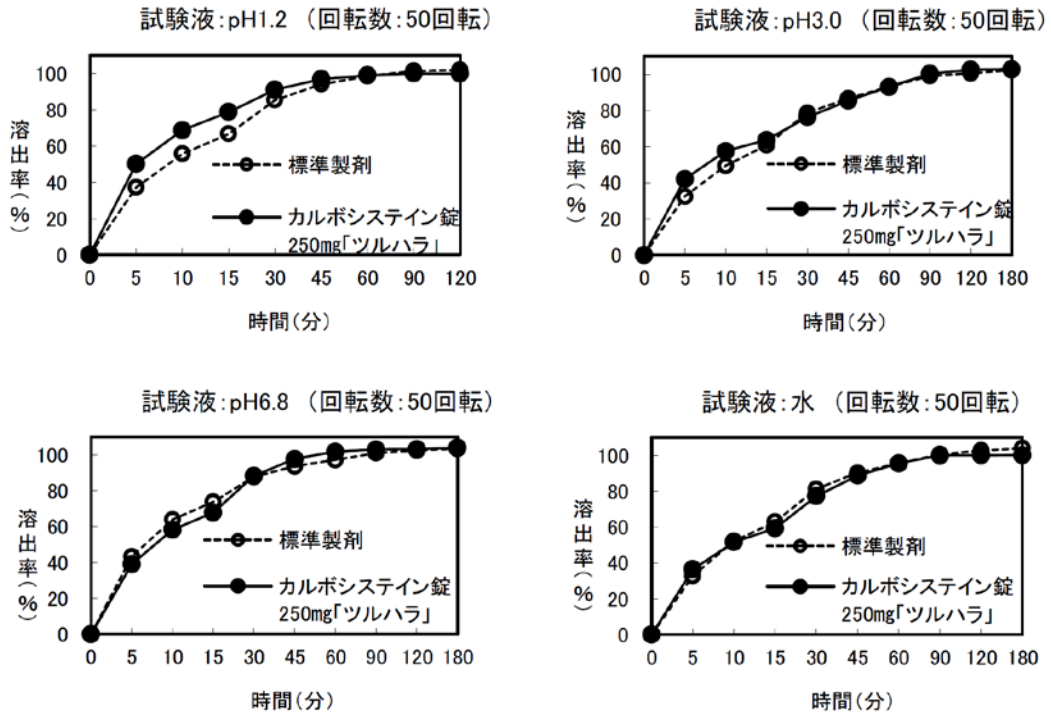 試験液:pH1.2 (回転数:50回転)
溶出率(%)
100
80
60
40
20
0
標準製剤
カルボシステイン錠
250mg「ツルハラ」
0 5 10 15 30 45 60 90 120
時間(分)
試験液:pH3.0 (回転数:50回転)
溶出率(%)
100
80
60
40
20
0
標準製剤
カルボシステイン錠
250mg「ツルハラ」
0 5 10 15 30 45 60 90 120 180
時間(分)
試験液:pH6.8 (回転数:50回転)
溶出率(%)
100
80
60
40
20
0
標準製剤
カルボシステイン錠
250mg「ツルハラ」
0 5 10 15 30 45 60 90 120 180
時間(分)
試験液:水 (回転数:50回転)
溶出率(%)
100
80
60
40
20
0
標準製剤
カルボシステイン錠
250mg「ツルハラ」
0 5 10 15 30 45 60 90 120 180
時間(分)